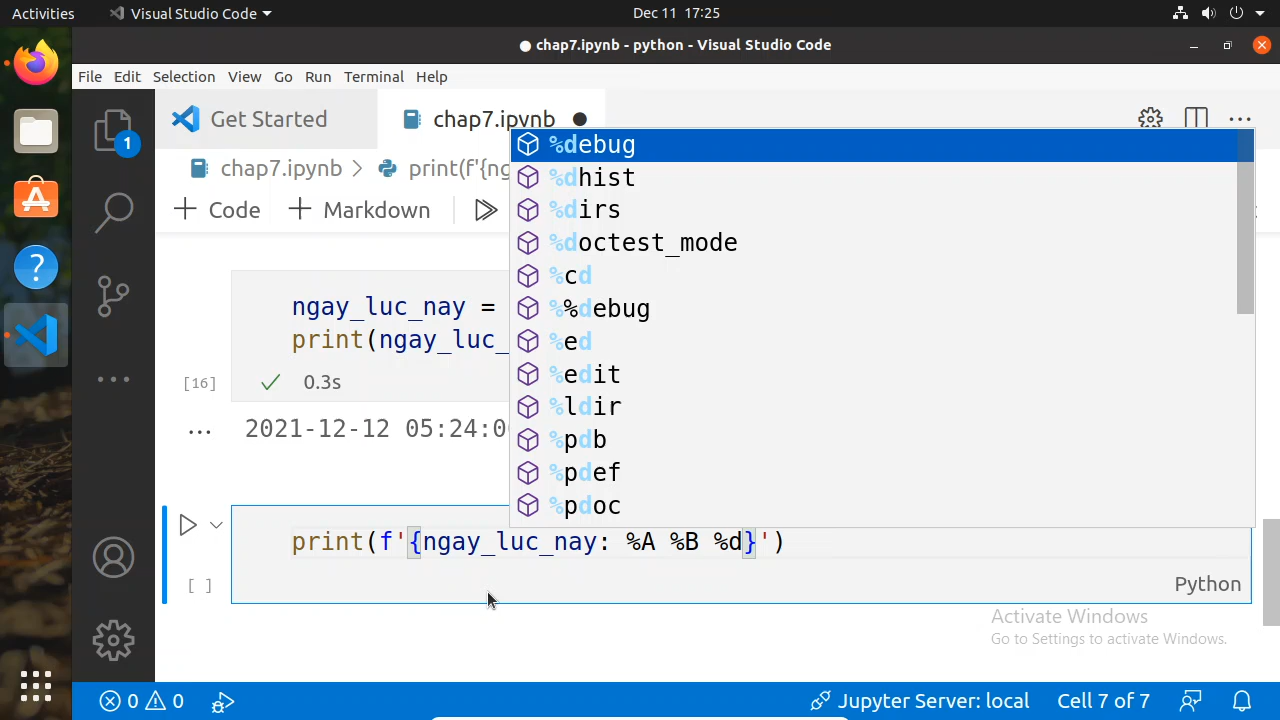 Activities Visual Studio Code Dec 11 17:25
● chap7.ipynb - python - Visual Studio Code
File Edit Selection View Go Run Terminal Help
Get Started chap7.ipynb
1
chap7.ipynb > print(f'{ng
+ Code + Markdown
%debug
%dhist
%dirs
%doctest_mode
%cd
%%debug
%ed
%edit
%ldir
%pdb
%pdef
%pdoc
ngay_luc_nay =
print(ngay_luc_
[16] 0.3s
2021-12-12 05:24:0
print(f'{ngay_luc_nay: %A %B %d}')
[ ] Python
Activate Windows
Go to Settings to activate Windows.
0 0 Jupyter Server: local Cell 7 of 7